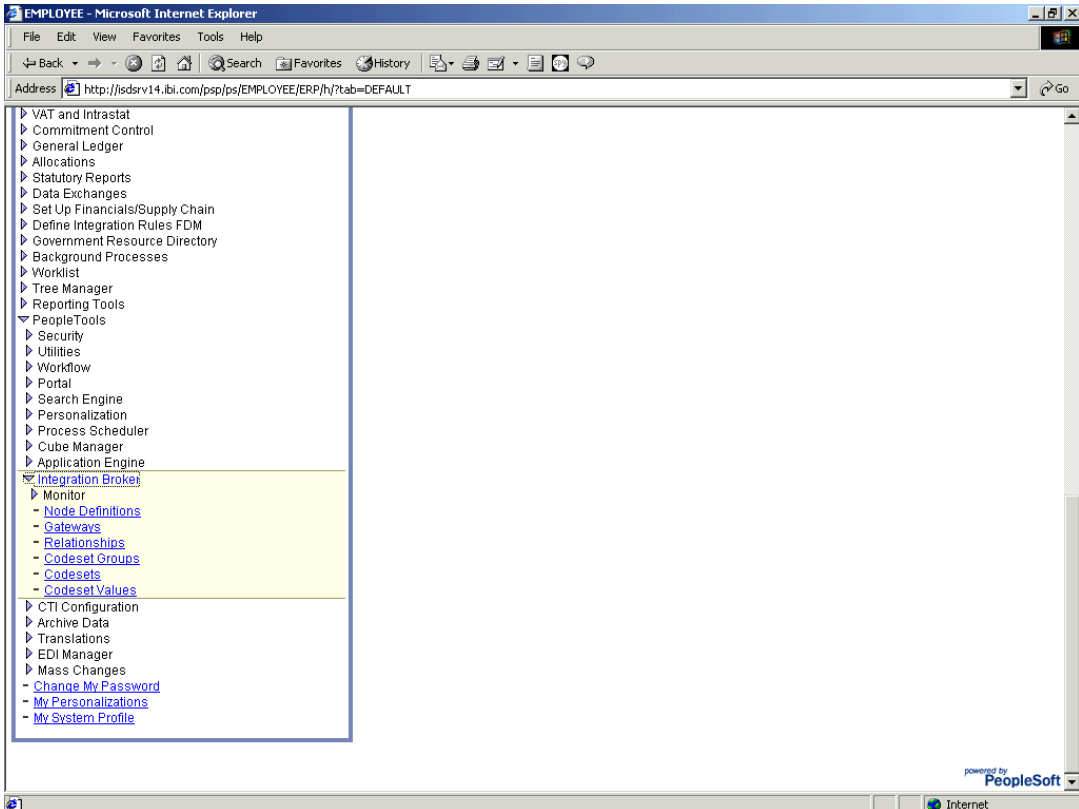 EMPLOYEE - Microsoft Internet Explorer
File Edit View Favorites Tools Help
Back Search Favorites History
Address http://isdsrv14.ibi.com/psp/ps/EMPLOYEE/ERP/h/?tab=DEFAULT Go
VAT and Intrastat
Commitment Control
General Ledger
Allocations
Statutory Reports
Data Exchanges
Set Up Financials/Supply Chain
Define Integration Rules FDM
Government Resource Directory
Background Processes
Worklist
Tree Manager
Reporting Tools
PeopleTools
Security
Utilities
Workflow
Portal
Search Engine
Personalization
Process Scheduler
Cube Manager
Application Engine
Integration Broker
Monitor
- Node Definitions
- Gateways
- Relationships
- Codeset Groups
- Codesets
- Codeset Values
CTI Configuration
Archive Data
Translations
EDI Manager
Mass Changes
- Change My Password
- My Personalizations
- My System Profile
powered by
PeopleSoft
Internet